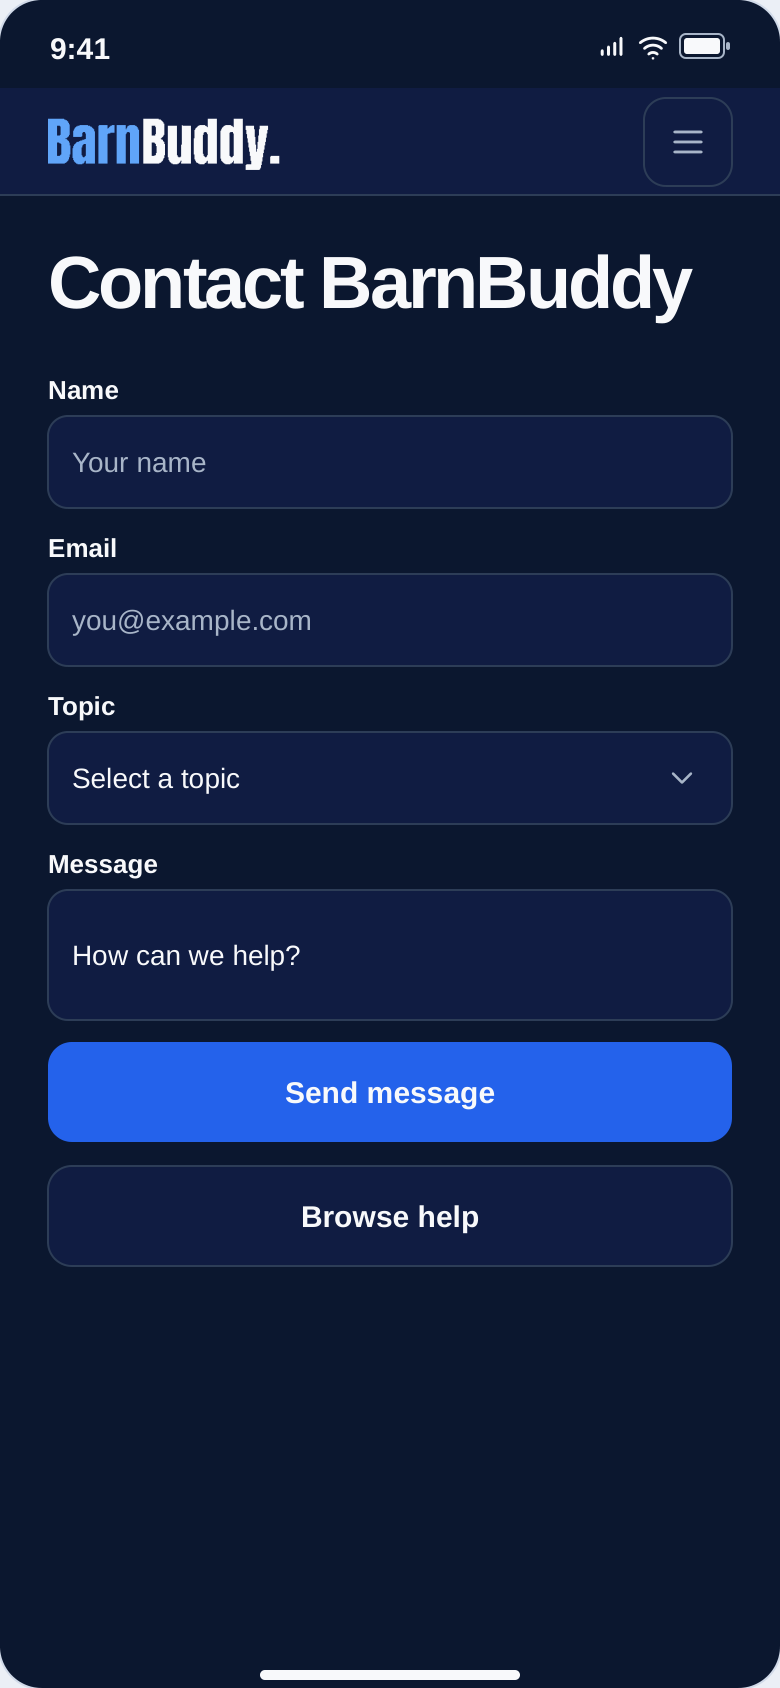 9:41
BarnBuddy.
Contact BarnBuddy
Name
Your name
Email
you@example.com
Topic
Select a topic
Message
How can we help?
Send message
Browse help